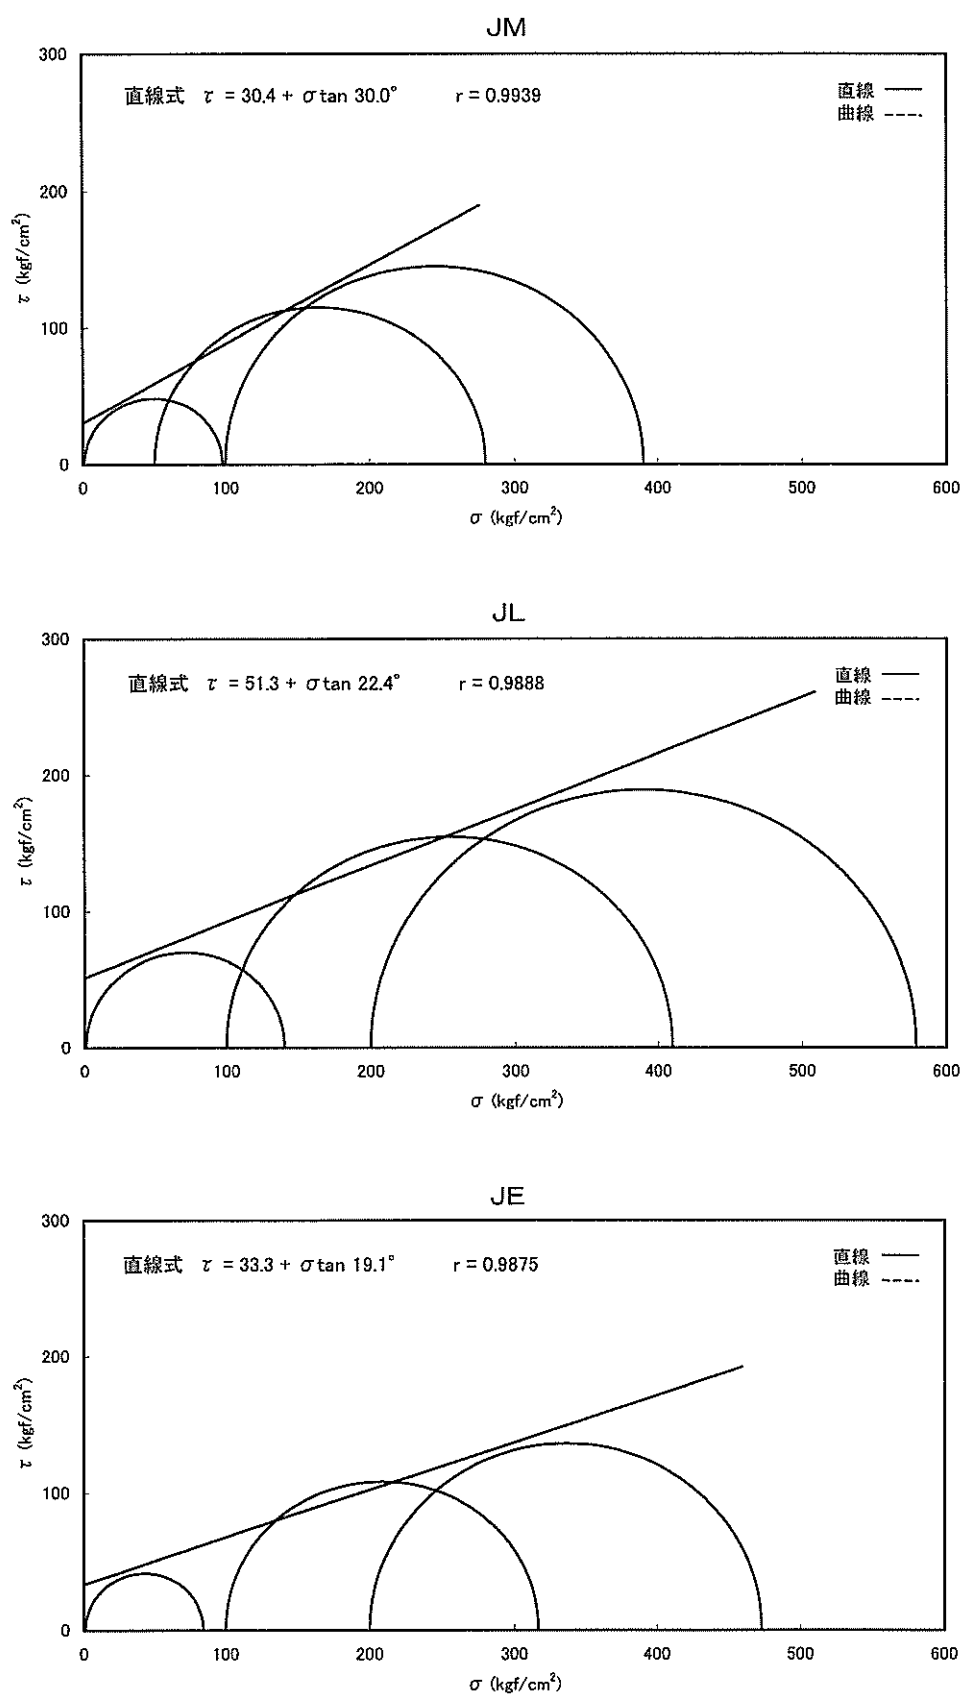 JM
300
直線式 τ = 30.4 + σ tan 30.0° r = 0.9939
直線
曲線
200
τ (kgf/cm²)
100
0
0 100 200 300 400 500 600
σ (kgf/cm²)
JL
300
直線式 τ = 51.3 + σ tan 22.4° r = 0.9888
直線
曲線
200
τ (kgf/cm²)
100
0
0 100 200 300 400 500 600
σ (kgf/cm²)
JE
300
直線式 τ = 33.3 + σ tan 19.1° r = 0.9875
直線
曲線
200
τ (kgf/cm²)
100
0
0 100 200 300 400 500 600
σ (kgf/cm²)